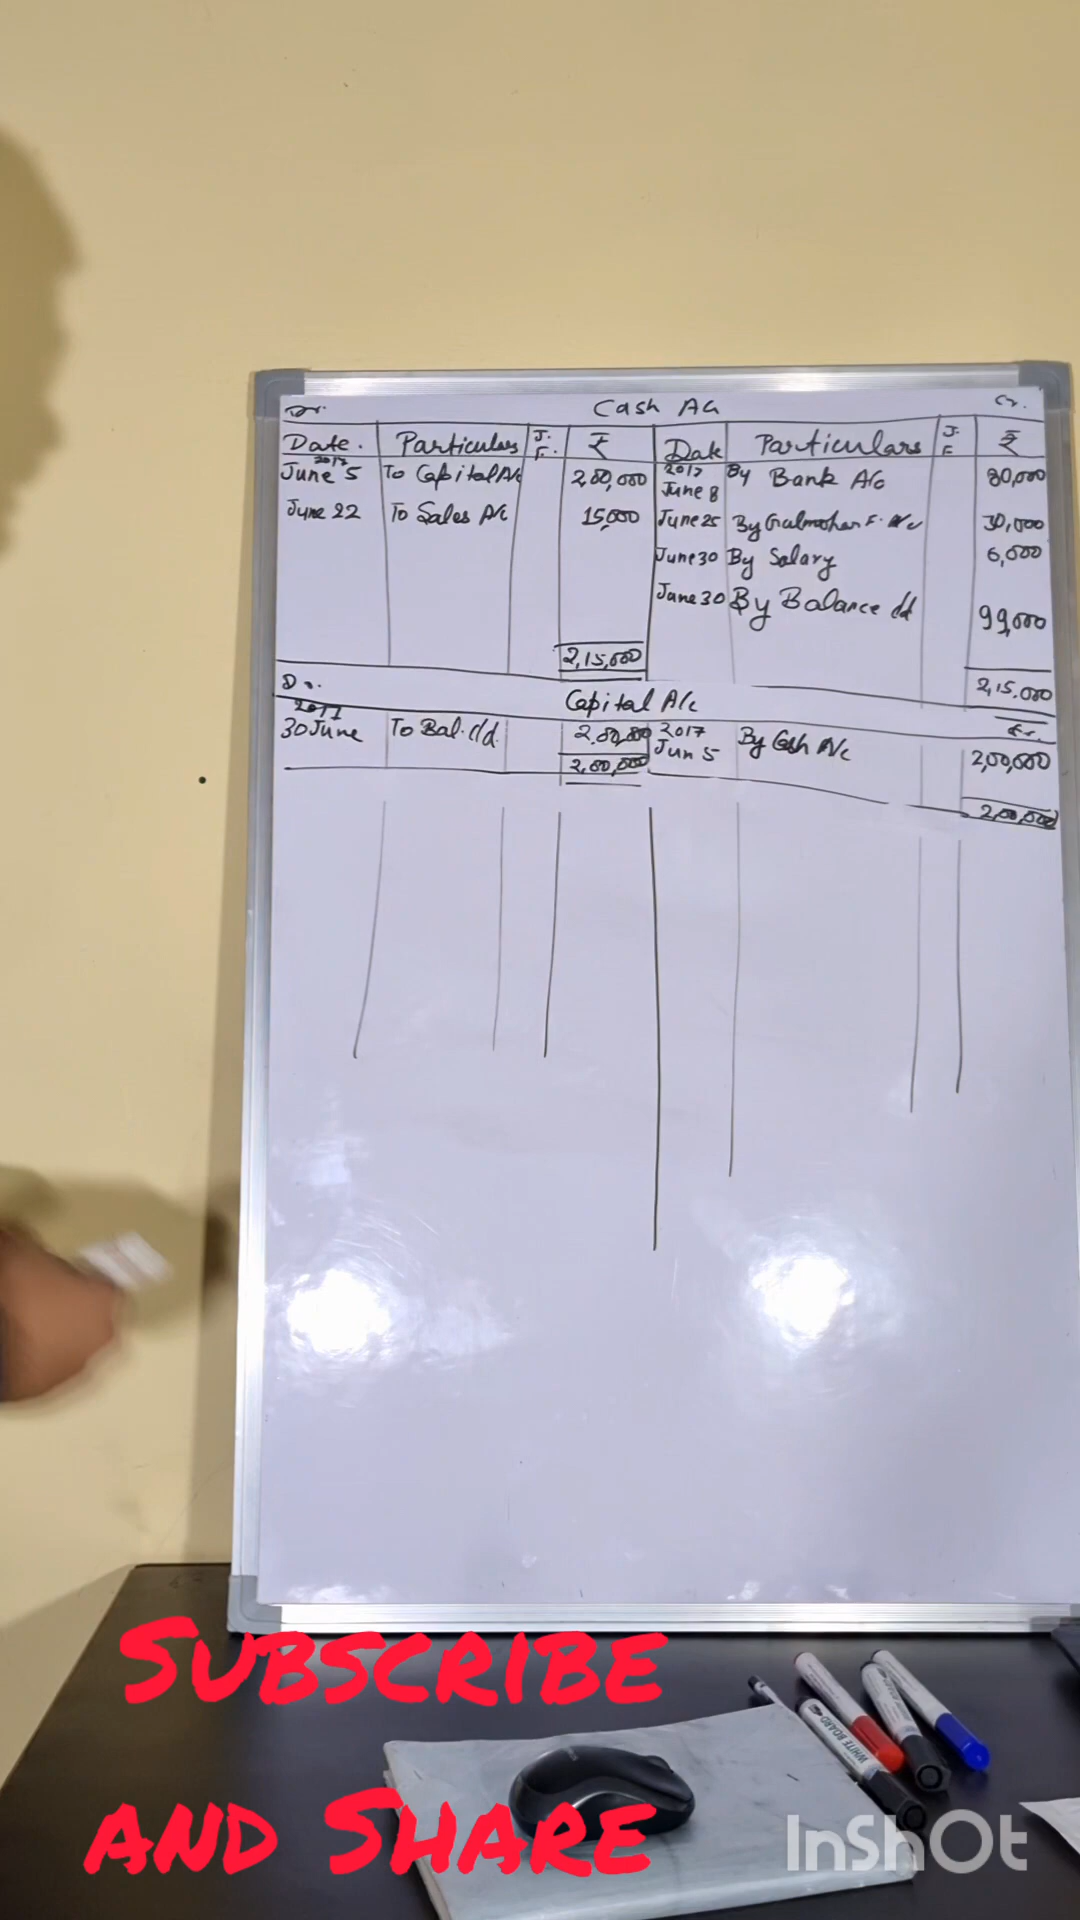 Dr. Cash A/c Cr.
Date. Particulars J.F. ₹ Date Particulars J.F ₹
2017 June 5 To Capital A/c 2,00,000 2017 June 8 By Bank A/c 80,000
June 22 To Sales A/c 15,000 June 25 By Gulmohar F. A/c 30,000
June 30 By Salary 6,000
June 30 By Balance c/d 99,000
2,15,000 2,15,000
Dr. Capital A/c Cr.
2017 30 June To Bal. c/d. 2,00,000 2017 Jun 5 By Cash A/c 2,00,000
2,00,000 2,00,000
Subscribe
and Share
WHITE BOARD
InShOt